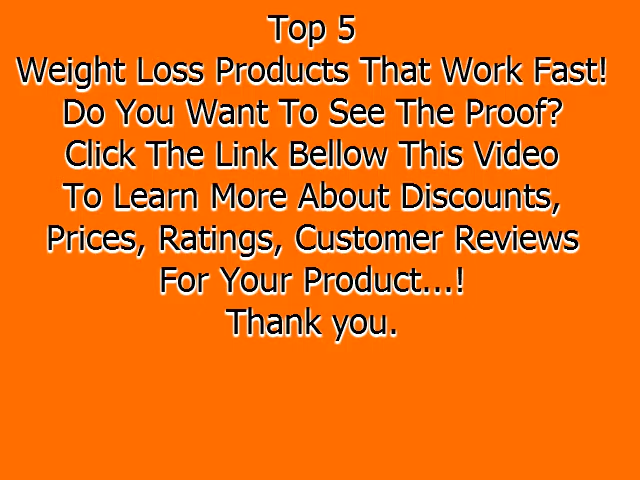 Top 5
Weight Loss Products That Work Fast!
Do You Want To See The Proof?
Click The Link Bellow This Video
To Learn More About Discounts,
Prices, Ratings, Customer Reviews
For Your Product...!
Thank you.